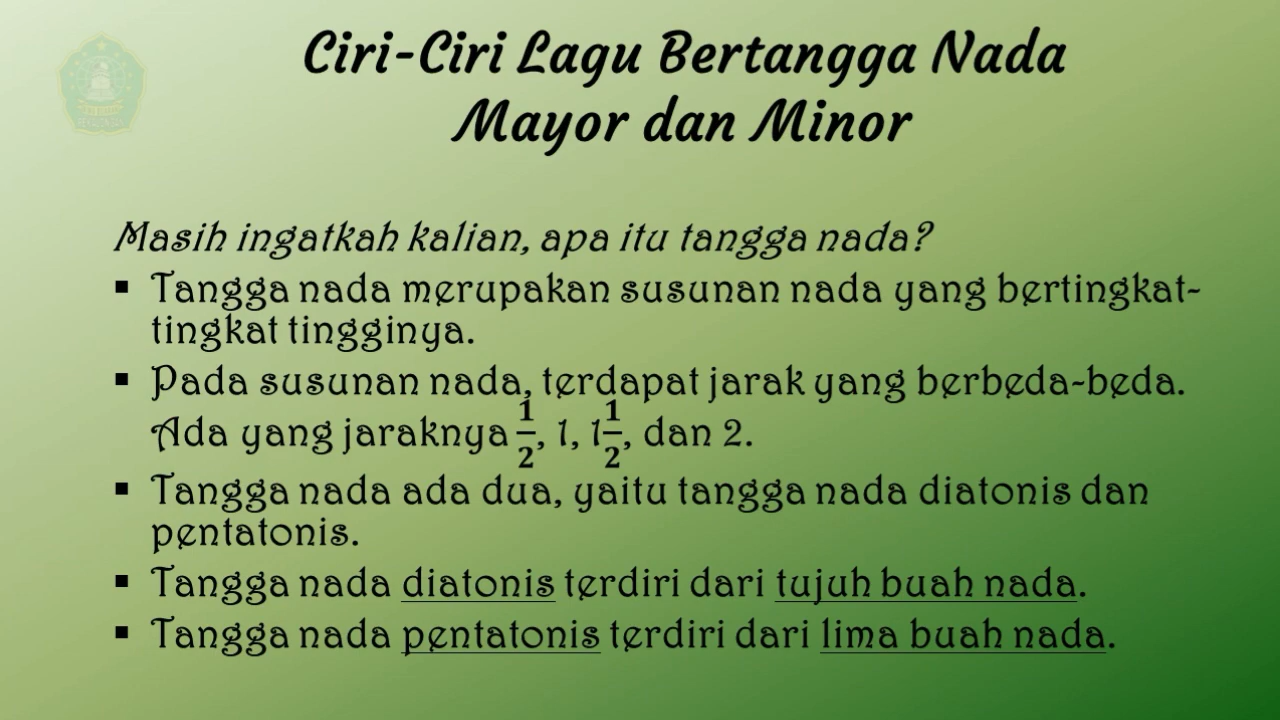 Ciri-Ciri Lagu Bertangga Nada
Mayor dan Minor
Masih ingatkah kalian, apa itu tangga nada?
▪ Tangga nada merupakan susunan nada yang bertingkat-
tingkat tingginya.
▪ Pada susunan nada, terdapat jarak yang berbeda-beda.
Ada yang jaraknya 1/2, 1, 1 1/2, dan 2.
▪ Tangga nada ada dua, yaitu tangga nada diatonis dan
pentatonis.
▪ Tangga nada diatonis terdiri dari tujuh buah nada.
▪ Tangga nada pentatonis terdiri dari lima buah nada.